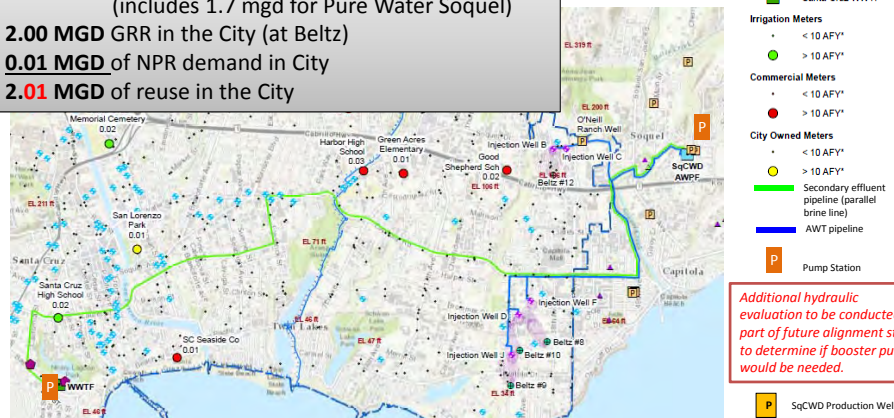 (includes 1.7 mgd for Pure Water Soquel)
2.00 MGD GRR in the City (at Beltz)
0.01 MGD of NPR demand in City
2.01 MGD of reuse in the City
EL 319 ft
P
EL 200 ft
P
O'Neill
Ranch Well
Soquel
P
Memorial Cemetery
0.02
Harbor High
School
0.03
Green Acres
Elementary
0.01
Injection Well B
P
Injection Well C
P
SqCWD
AWPF
Good
Shepherd Sch
0.02
EL 106 ft
Beltz #12
EL 211 ft
San Lorenzo
Park
0.01
EL 71 ft
P
Santa Cruz
Capitola
Santa Cruz
High School
0.02
P
Injection Well F
Injection Well D
EL 46 ft
Twin Lakes
EL 64 ft
SC Seaside Co
0.01
EL 47 ft
Beltz #8
Injection Well J
Beltz #10
P
WWTF
Beltz #9
EL 34 ft
EL 46 ft
Irrigation Meters
< 10 AFY*
> 10 AFY*
Commercial Meters
< 10 AFY*
> 10 AFY*
City Owned Meters
< 10 AFY*
> 10 AFY*
Secondary effluent
pipeline (parallel
brine line)
AWT pipeline
P
Pump Station
Additional hydraulic
evaluation to be conducte
part of future alignment st
to determine if booster pu
would be needed.
P SqCWD Production Wel